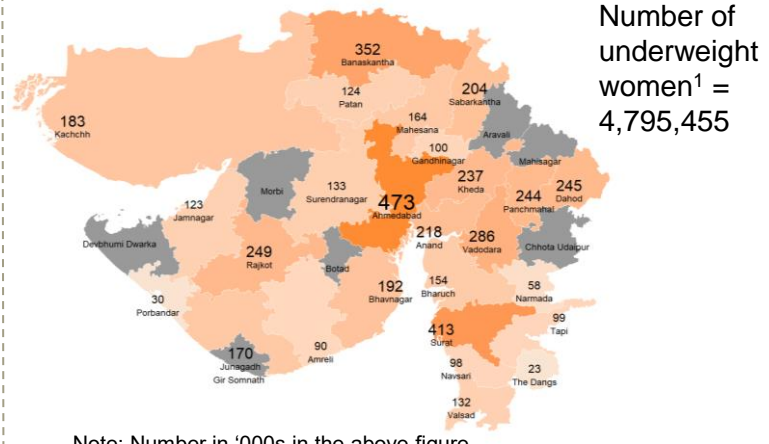 Number of
underweight
women¹ =
4,795,455
352
Banaskantha
124
Patan
204
Sabarkantha
183
Kachchh
164
Mahesana
Aravali
100
Gandhinagar
Mahisagar
Morbi
133
Surendranagar
237
Kheda
244
Panchmahal
245
Dahod
123
Jamnagar
473
Ahmedabad
Devbhumi Dwarka
249
Rajkot
Botad
218
Anand
286
Vadodara
Chhota Udaipur
192
Bhavnagar
154
Bharuch
58
Narmada
30
Porbandar
413
Surat
99
Tapi
170
Junagadh
Gir Somnath
90
Amreli
98
Navsari
23
The Dangs
132
Valsad
Note: Number in ‘000s in the above figure